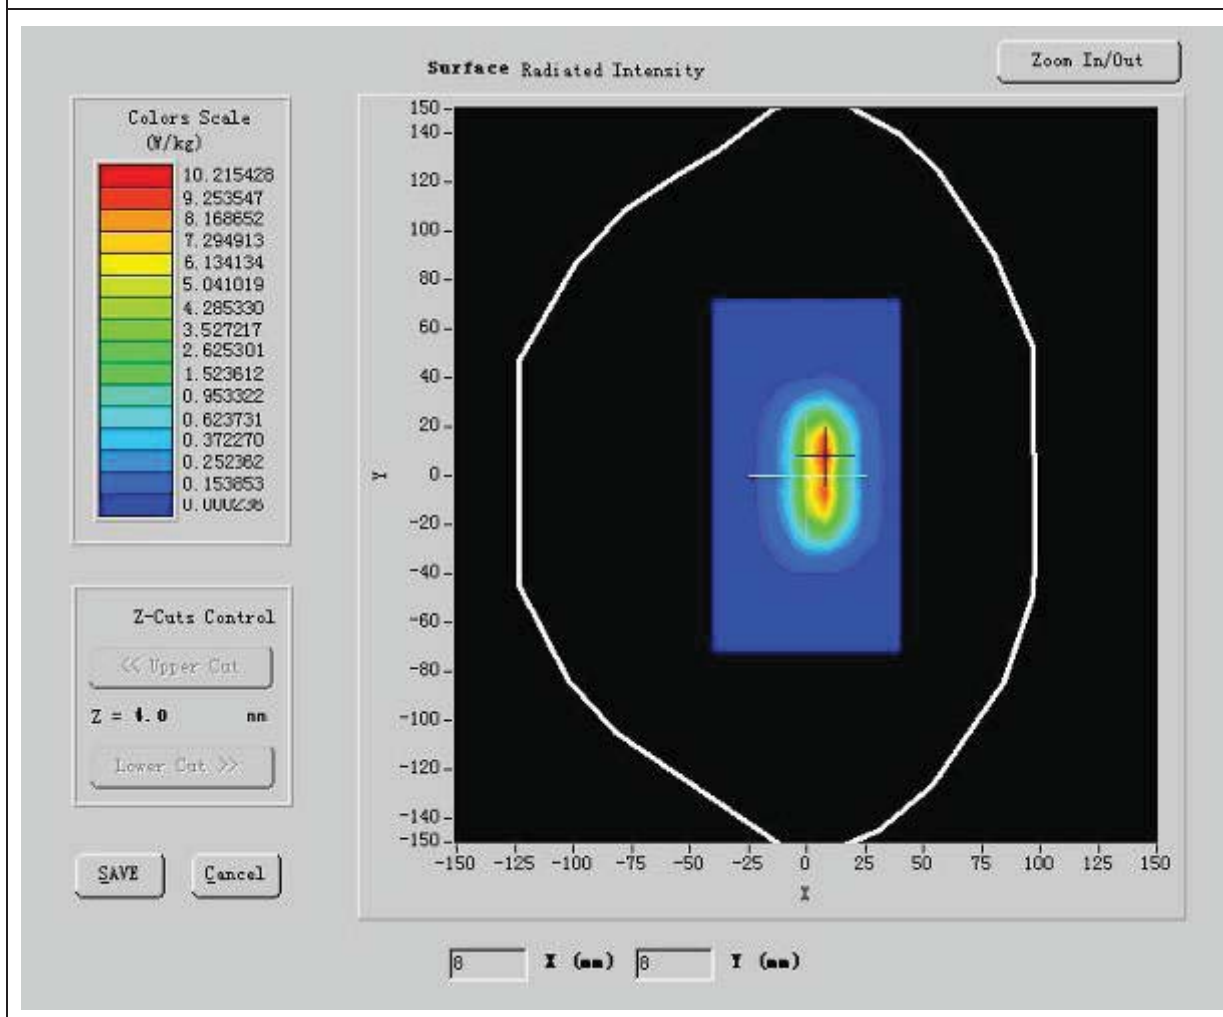 Surface Radiated Intensity
Zoom In/Out
Colors Scale
(W/kg)
10.215428
9.253547
8.168652
7.294913
6.134134
5.041019
4.285330
3.527217
2.625301
1.523612
0.953322
0.623731
0.372270
0.252362
0.153853
0.000236
Z-Cuts Control
<< Upper Cut
Z = mm
Lower Cut >>
SAVE
Cancel
150
140
120
100
80
60
40
20
0
-20
-40
-60
-80
-100
-120
-140
-150
Y
-150 -125 -100 -75 -50 -25 0 25 50 75 100 125 150
X
8 X (mm) 8 Y (mm)